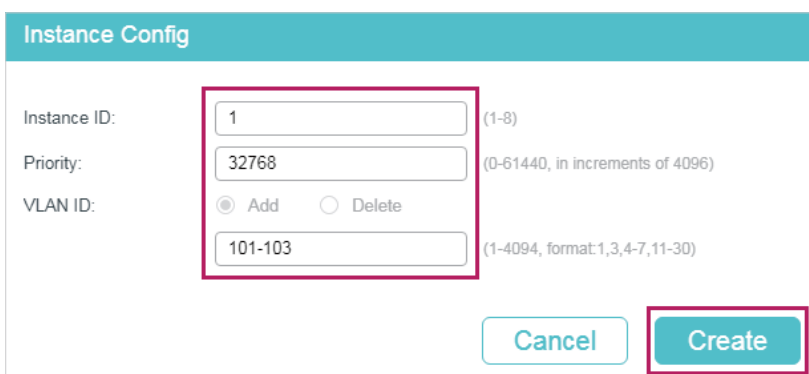 Instance Config
Instance ID: 1 (1-8)
Priority: 32768 (0-61440, in increments of 4096)
VLAN ID: Add Delete
101-103 (1-4094, format:1,3,4-7,11-30)
Cancel Create